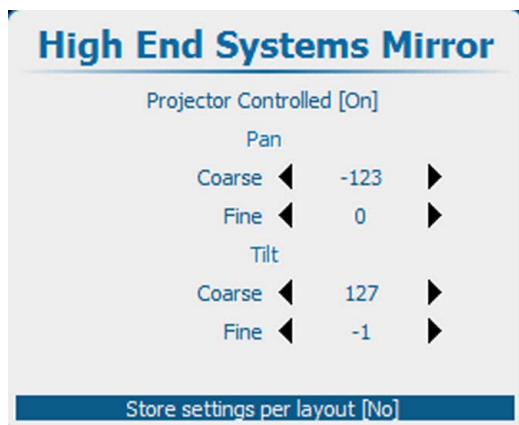 High End Systems Mirror
Projector Controlled [On]
Pan
Coarse -123
Fine 0
Tilt
Coarse 127
Fine -1
Store settings per layout [No]